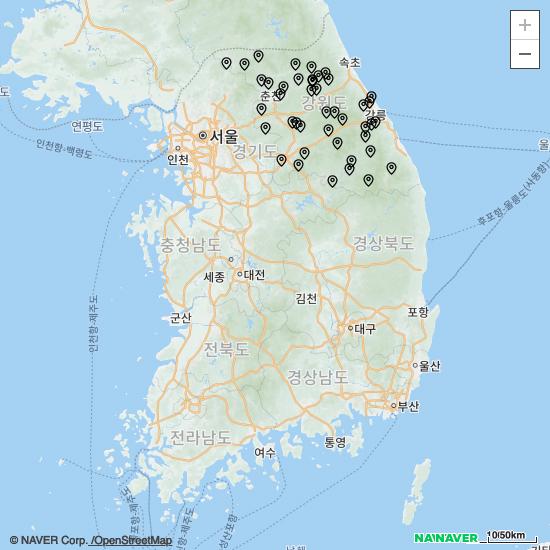 +
−
속초
춘천
강원도
강릉
연평도
서울
인천항-백령도
인천
경기도
울
후포항-울릉도(사동항)
충청남도
경상북도
세종
대전
인천항-제주도
김천
군산
포항
대구
전북도
울산
경상남도
부산
전라남도
통영
여수
© NAVER Corp. /OpenStreetMap
NAVER
10/50km